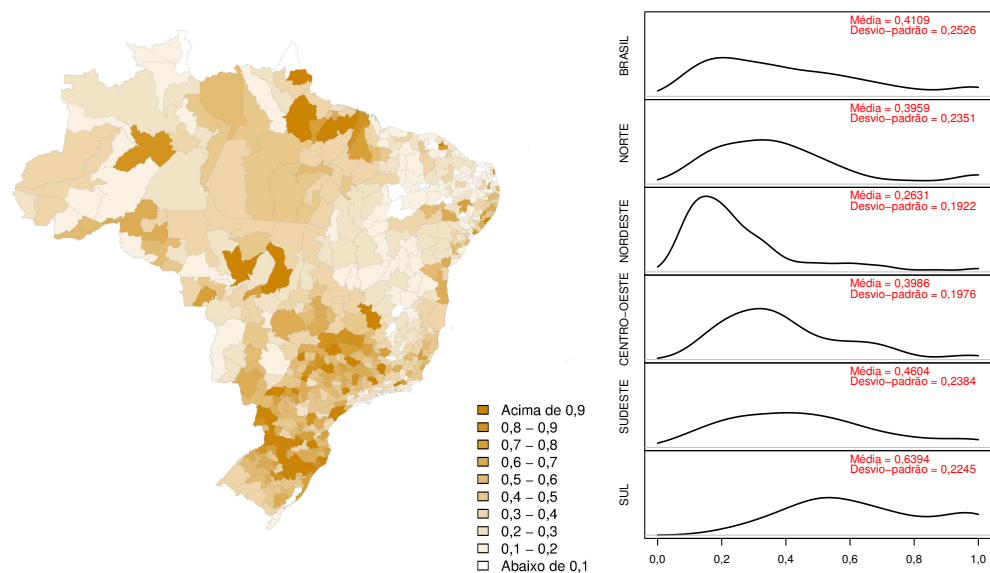 Acima de 0,9
0,8 – 0,9
0,7 – 0,8
0,6 – 0,7
0,5 – 0,6
0,4 – 0,5
0,3 – 0,4
0,2 – 0,3
0,1 – 0,2
Abaixo de 0,1
BRASIL
Média = 0,4109
Desvio-padrão = 0,2526
NORTE
Média = 0,3959
Desvio-padrão = 0,2351
NORDESTE
Média = 0,2631
Desvio-padrão = 0,1922
CENTRO-OESTE
Média = 0,3986
Desvio-padrão = 0,1976
SUDESTE
Média = 0,4604
Desvio-padrão = 0,2384
SUL
Média = 0,6394
Desvio-padrão = 0,2245
0,0 0,2 0,4 0,6 0,8 1,0